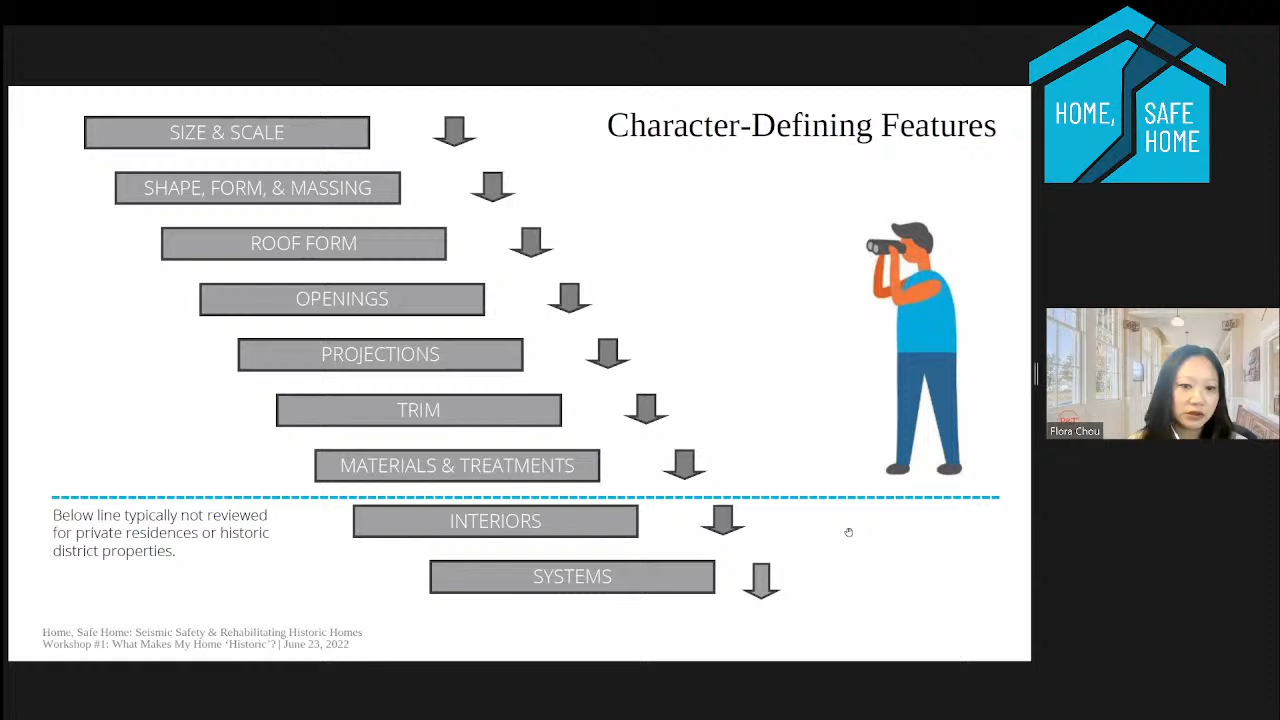 Character-Defining Features
SIZE & SCALE
SHAPE, FORM, & MASSING
ROOF FORM
OPENINGS
PROJECTIONS
TRIM
MATERIALS & TREATMENTS
Below line typically not reviewed
for private residences or historic
district properties.
INTERIORS
SYSTEMS
Home, Safe Home: Seismic Safety & Rehabilitating Historic Homes
Workshop #1: What Makes My Home ‘Historic’? | June 23, 2022
HOME, SAFE
HOME
Flora Chou